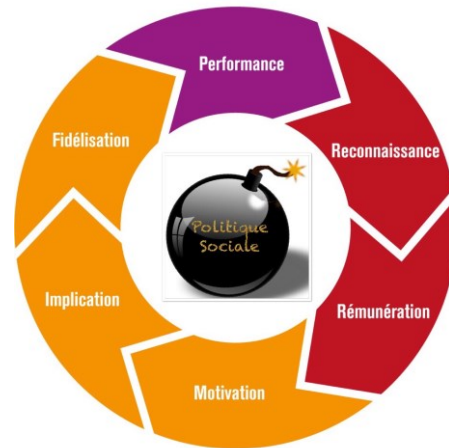 Performance
Reconnaissance
Rémunération
Motivation
Implication
Fidélisation
Politique
Sociale